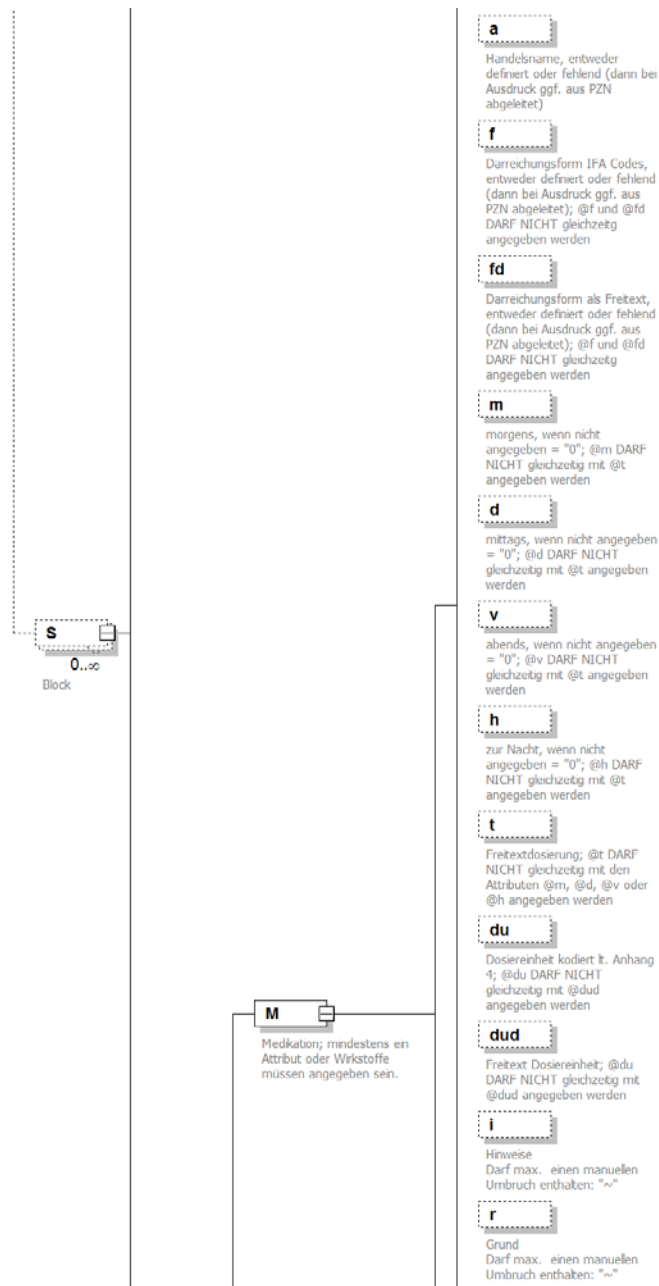 a
Handelsname, entweder
definiert oder fehlend (dann bei
Ausdruck ggf. aus PZN
abgeleitet)
f
Darreichungsform IFA Codes,
entweder definiert oder fehlend
(dann bei Ausdruck ggf. aus
PZN abgeleitet); @f und @fd
DARF NICHT gleichzeitg
angegeben werden
fd
Darreichungsform als Freitext,
entweder definiert oder fehlend
(dann bei Ausdruck ggf. aus
PZN abgeleitet); @f und @fd
DARF NICHT gleichzeitg
angegeben werden
m
morgens, wenn nicht
angegeben = "0"; @m DARF
NICHT gleichzeitig mit @t
angegeben werden
d
mittags, wenn nicht angegeben
= "0"; @d DARF NICHT
gleichzeitig mit @t angegeben
werden
v
abends, wenn nicht angegeben
= "0"; @v DARF NICHT
gleichzeitig mit @t angegeben
werden
S
0..∞
Block
h
zur Nacht, wenn nicht
angegeben = "0"; @h DARF
NICHT gleichzeitig mit @t
angegeben werden
t
Freitextdosierung; @t DARF
NICHT gleichzeitig mit den
Attributen @m, @d, @v oder
@h angegeben werden
du
Dosiereinheit kodiert lt. Anhang
4; @du DARF NICHT
gleichzeitig mit @dud
angegeben werden
M
Medikation; mindestens ein
Attribut oder Wirkstoffe
müssen angegeben sein.
dud
Freitext Dosiereinheit; @du
DARF NICHT gleichzeitig mit
@dud angegeben werden
i
Hinweise
Darf max. einen manuellen
Umbruch enthalten: "~"
r
Grund
Darf max. einen manuellen
Umbruch enthalten: "~"